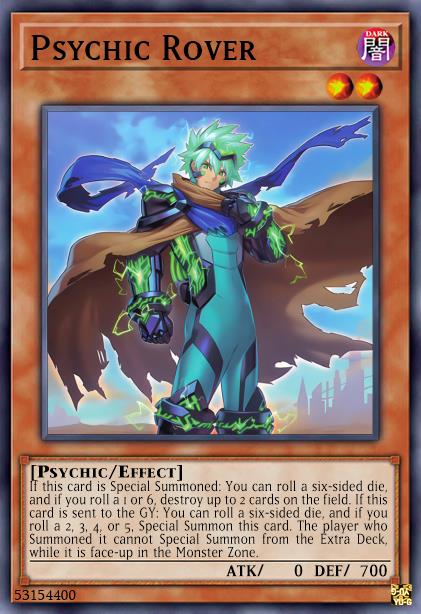 Psychic Rover
DARK
闇
[Psychic/Effect]
If this card is Special Summoned: You can roll a six-sided die,
and if you roll a 1 or 6, destroy up to 2 cards on the field. If this
card is sent to the GY: You can roll a six-sided die, and if you
roll a 2, 3, 4, or 5, Special Summon this card. The player who
Summoned it cannot Special Summon from the Extra Deck,
while it is face-up in the Monster Zone.
ATK/ 0 DEF/ 700
53154400